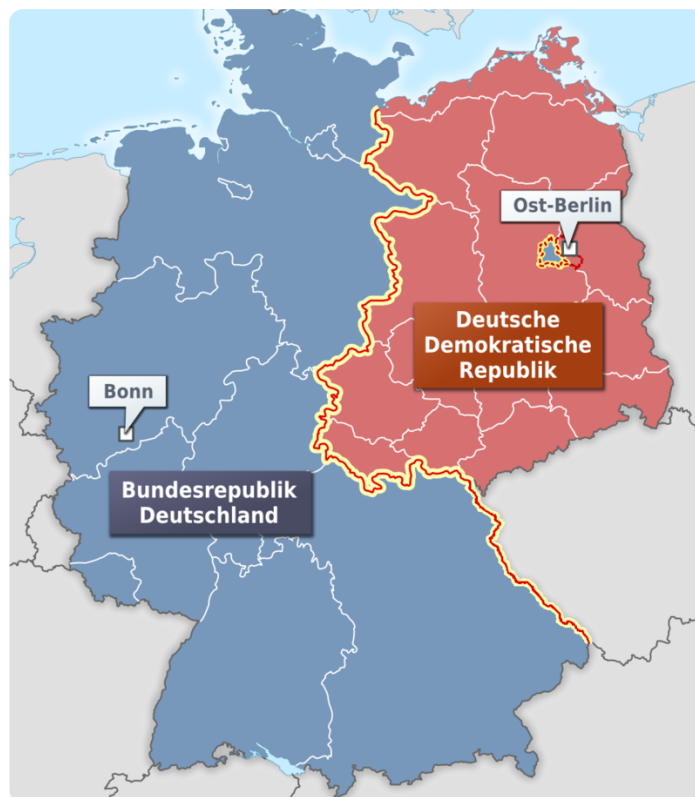 Ost-Berlin
Deutsche
Demokratische
Republik
Bonn
Bundesrepublik
Deutschland